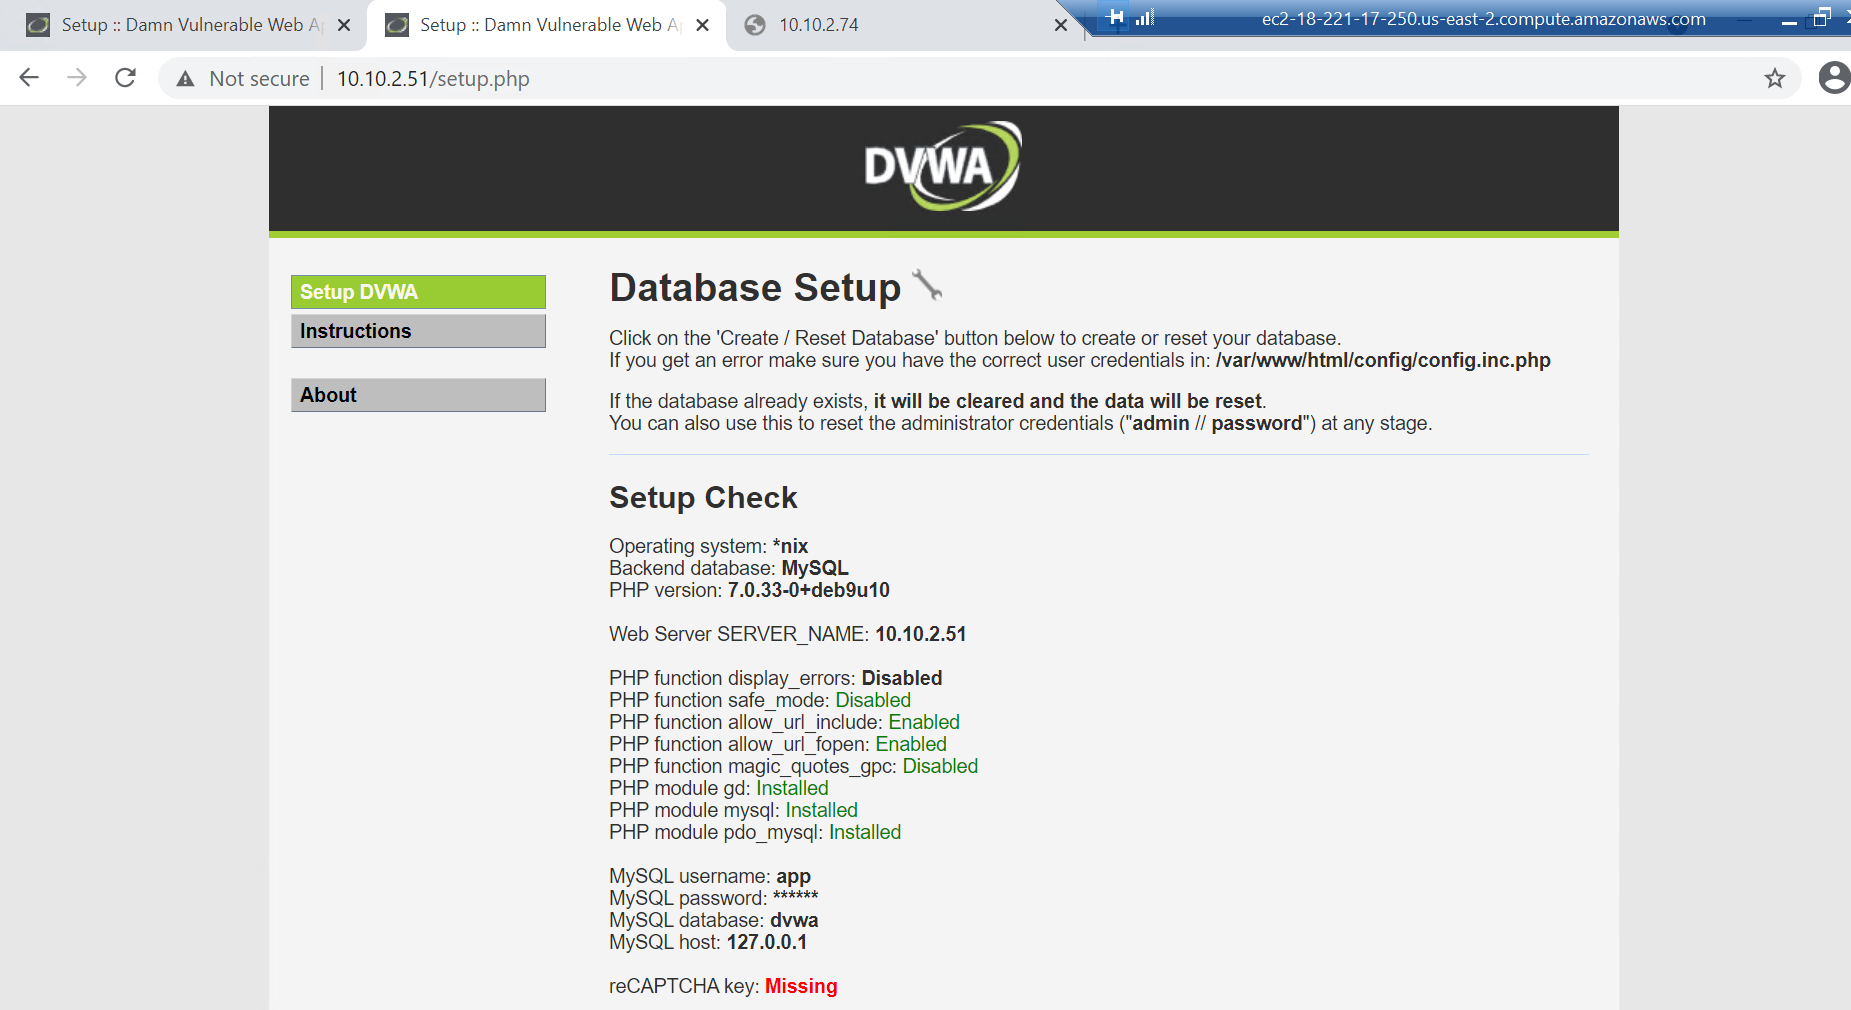 Setup :: Damn Vulnerable Web Ap
Setup :: Damn Vulnerable Web Ap
10.10.2.74
ec2-18-221-17-250.us-east-2.compute.amazonaws.com
Not secure
10.10.2.51/setup.php
DVWA
Setup DVWA
Instructions
About
Database Setup
Click on the 'Create / Reset Database' button below to create or reset your database.
If you get an error make sure you have the correct user credentials in: /var/www/html/config/config.inc.php
If the database already exists, it will be cleared and the data will be reset.
You can also use this to reset the administrator credentials ("admin // password") at any stage.
Setup Check
Operating system: *nix
Backend database: MySQL
PHP version: 7.0.33-0+deb9u10
Web Server SERVER_NAME: 10.10.2.51
PHP function display_errors: Disabled
PHP function safe_mode: Disabled
PHP function allow_url_include: Enabled
PHP function allow_url_fopen: Enabled
PHP function magic_quotes_gpc: Disabled
PHP module gd: Installed
PHP module mysql: Installed
PHP module pdo_mysql: Installed
MySQL username: app
MySQL password: ******
MySQL database: dvwa
MySQL host: 127.0.0.1
reCAPTCHA key: Missing